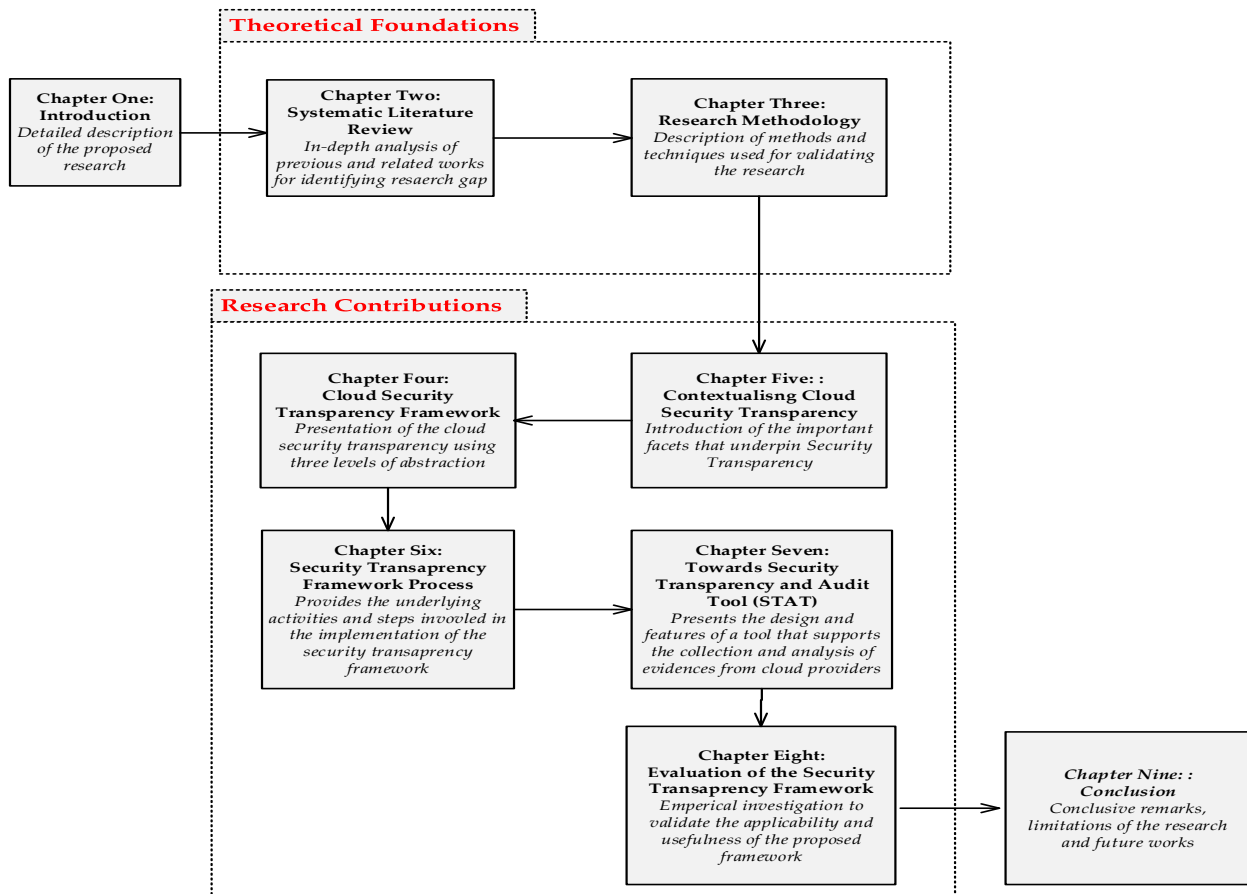 Theoretical Foundations
Chapter One:
Introduction
Detailed description
of the proposed
research
Chapter Two:
Systematic Literature
Review
In-depth analysis of
previous and related works
for identifying resaerch gap
Chapter Three:
Research Methodology
Description of methods and
techniques used for validating
the research
Research Contributions
Chapter Four:
Cloud Security
Transparency Framework
Presentation of the cloud
security transparency using
three levels of abstraction
Chapter Five: :
Contextualisng Cloud
Security Transparency
Introduction of the important
facets that underpin Security
Transparency
Chapter Six:
Security Transaprency
Framework Process
Provides the underlying
activities and steps invovled in
the implementation of the
security transaprency
framework
Chapter Seven:
Towards Security
Transparency and Audit
Tool (STAT)
Presents the design and
features of a tool that supports
the collection and analysis of
evidences from cloud providers
Chapter Eight:
Evaluation of the Security
Transaprency Framework
Emperical investigation to
validate the applicability and
usefulness of the proposed
framework
Chapter Nine: :
Conclusion
Conclusive remarks,
limitations of the research
and future works